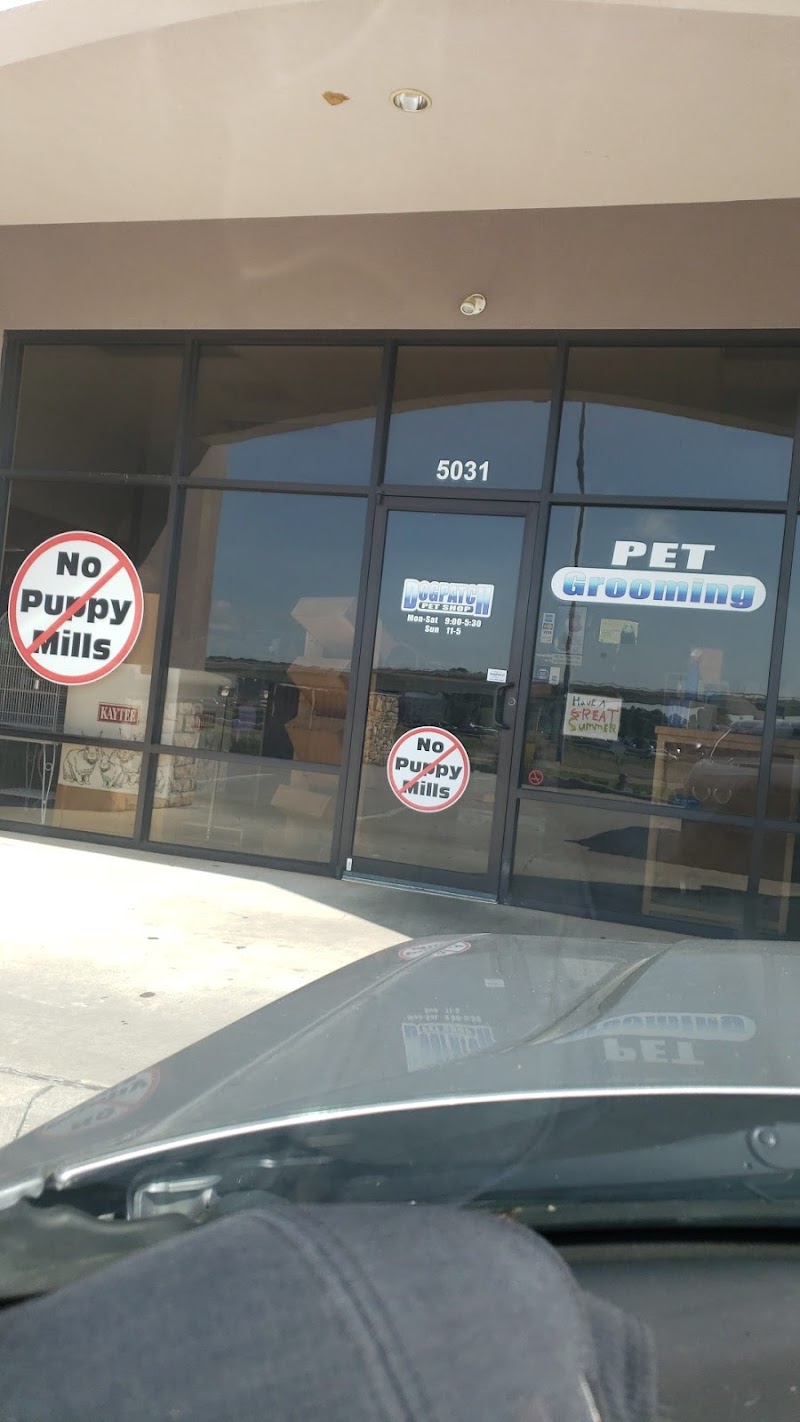 5031
No
Puppy
Mills
DOGPATCH
PET SHOP
Mon-Sat 9:00-5:30
Sun 11-5
PET
Grooming
HAVE A
GREAT
SUMMER
KAYTEE
No
Puppy
Mills